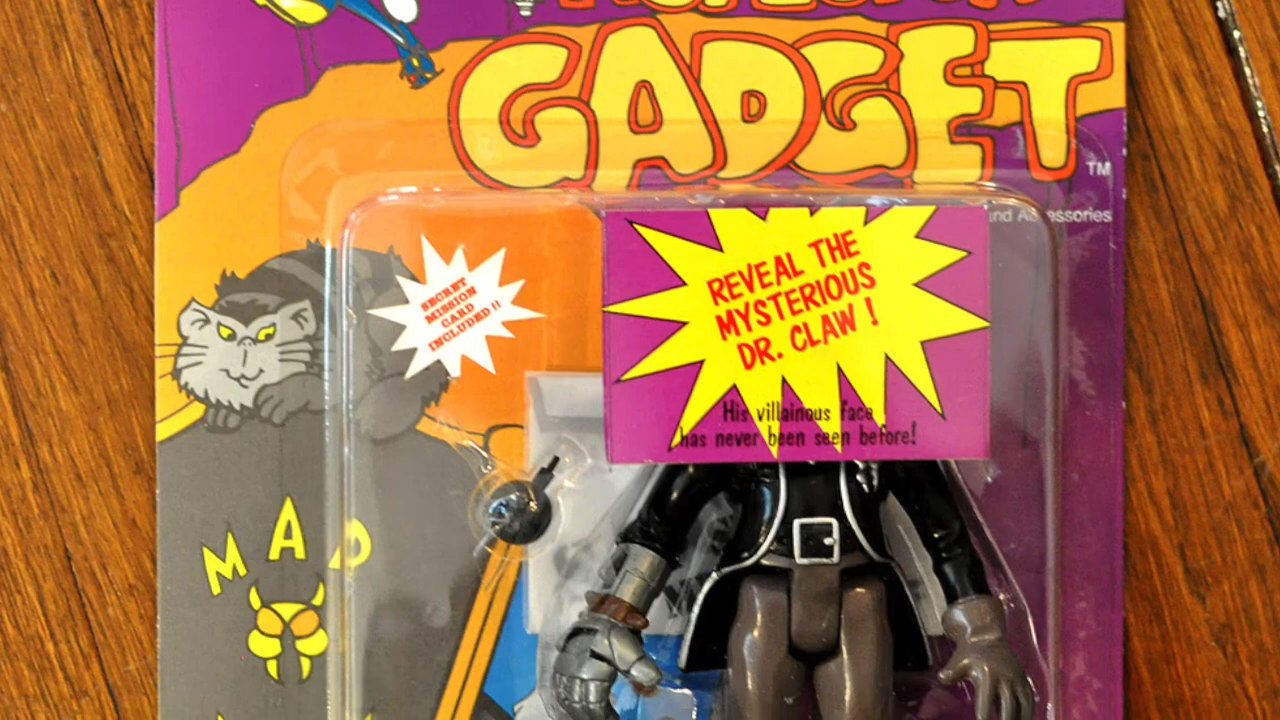 GADGET
TM
and Accessories
SECRET
MISSION
CARD
INCLUDED !!
REVEAL THE
MYSTERIOUS
DR. CLAW !
His villainous face
has never been seen before!
MAD